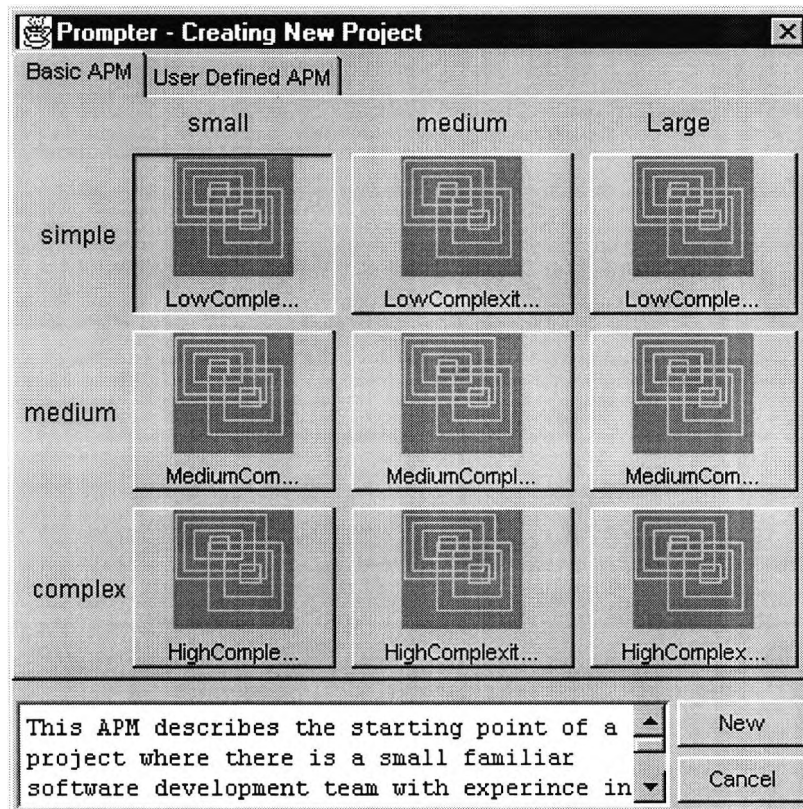 Prompter - Creating New Project
Basic APM User Defined APM
small medium Large
simple
LowComple... LowComplexit... LowComple...
medium
MediumCom... MediumCompl... MediumCom...
complex
HighComple... HighComplexit... HighComplex...
This APM describes the starting point of a
project where there is a small familiar
software development team with experince in
New
Cancel